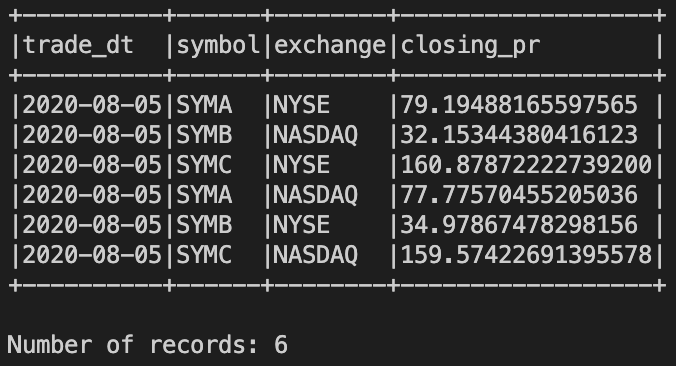 +----------+------+--------+------------------+
|trade_dt  |symbol|exchange|closing_pr        |
+----------+------+--------+------------------+
|2020-08-05|SYMA  |NYSE    |79.19488165597565 |
|2020-08-05|SYMB  |NASDAQ  |32.15344380416123 |
|2020-08-05|SYMC  |NYSE    |160.87872222739200|
|2020-08-05|SYMA  |NASDAQ  |77.77570455205036 |
|2020-08-05|SYMB  |NYSE    |34.97867478298156 |
|2020-08-05|SYMC  |NASDAQ  |159.57422691395578|
+----------+------+--------+------------------+
Number of records: 6